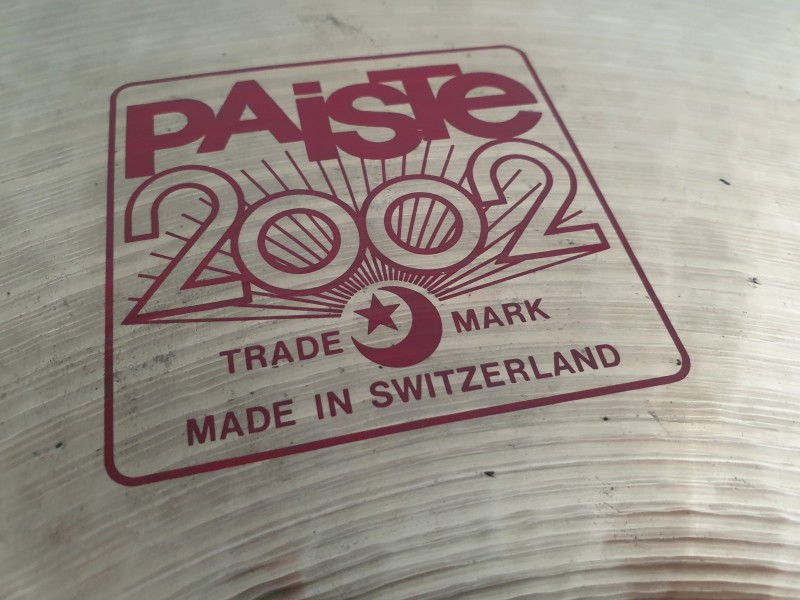 PAiSTe
2002
TRADE MARK
MADE IN SWITZERLAND